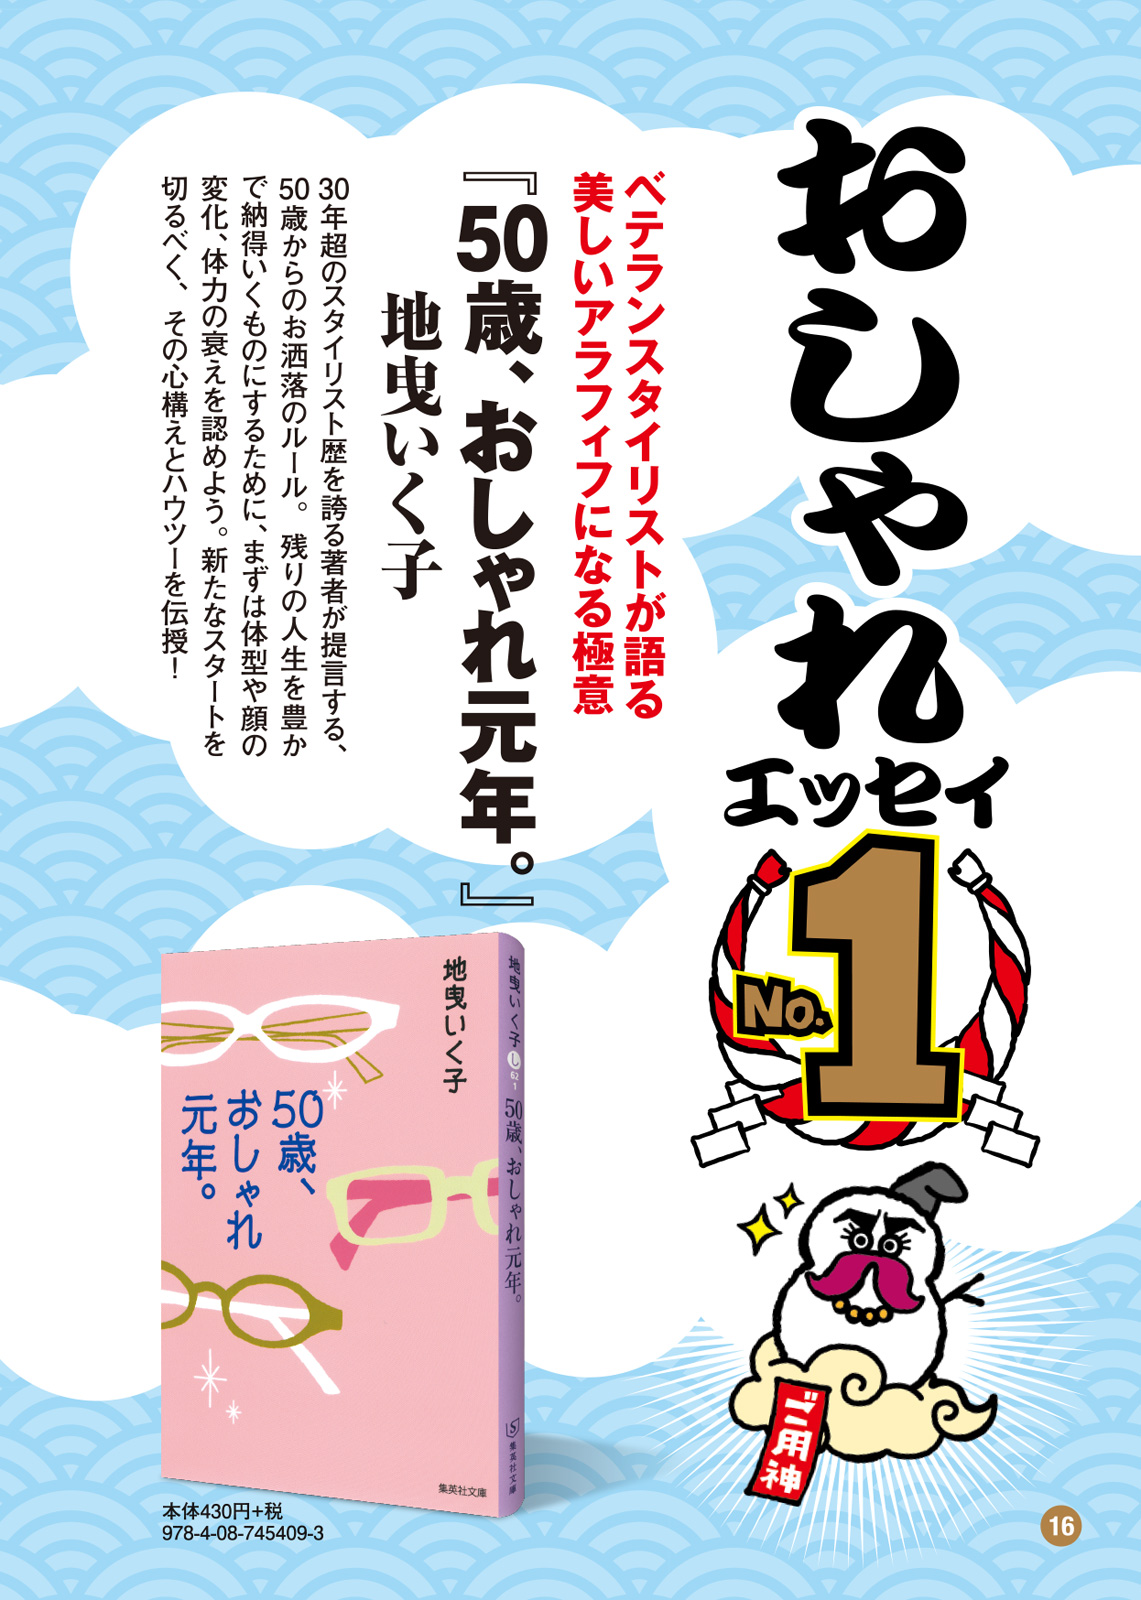 おしゃれ
エッセイ
No.1
ベテランスタイリストが語る
美しいアラフィフになる極意
『50歳、おしゃれ元年。』
地曳いく子
30年超のスタイリスト歴を誇る著者が提言する、
50歳からのお洒落のルール。残りの人生を豊か
で納得いくものにするために、まずは体型や顔の
変化、体力の衰えを認めよう。新たなスタートを
切るべく、その心構えとハウツーを伝授！
地曳いく子
50歳、
おしゃれ
元年。
集英社文庫
地曳いく子 し 62 1 50歳、おしゃれ元年。 S 集英社文庫
本体430円+税
978-4-08-745409-3
ご用神
16